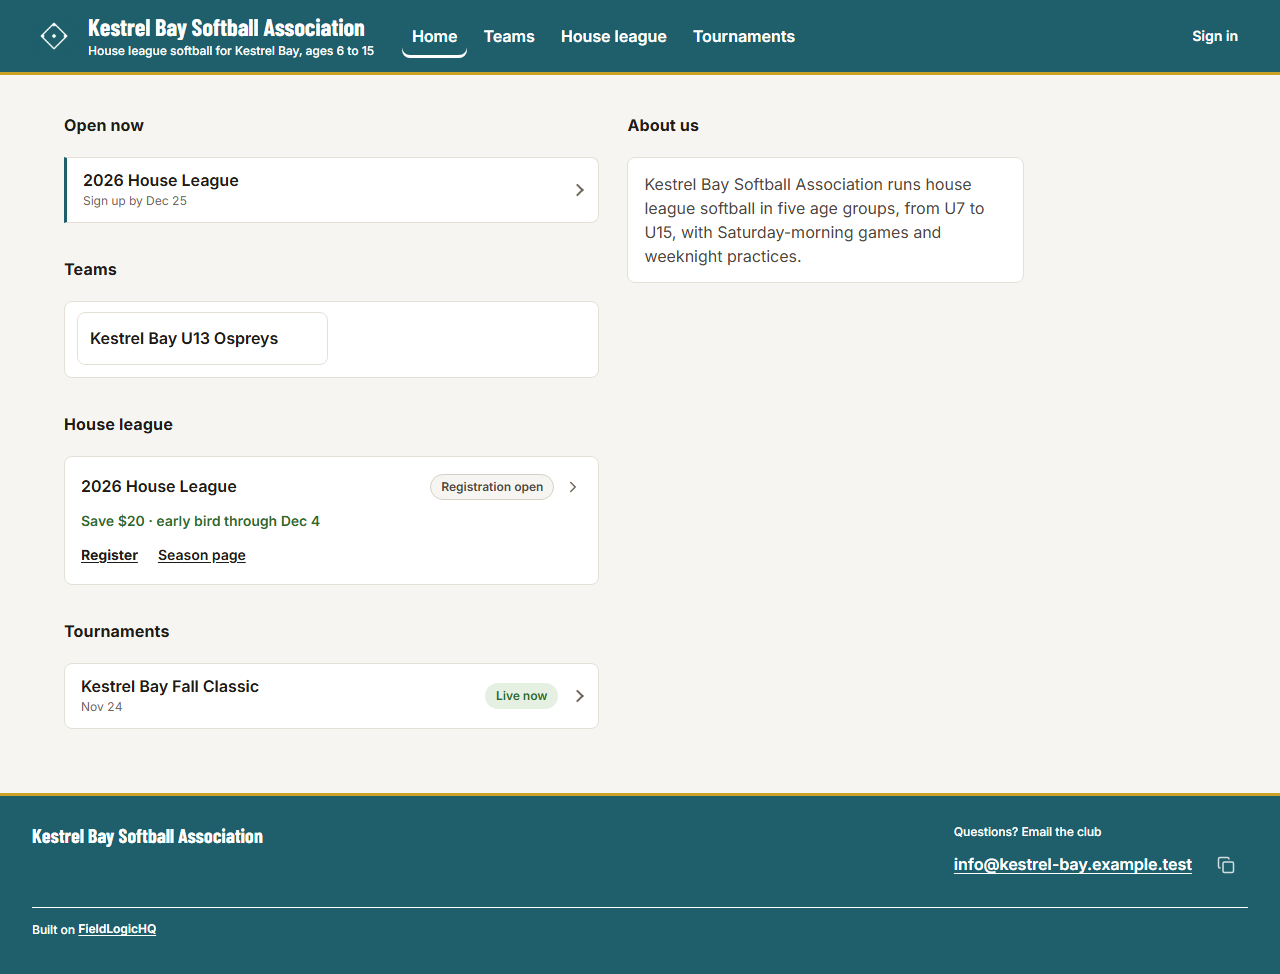 Kestrel Bay Softball Association
House league softball for Kestrel Bay, ages 6 to 15
Home
Teams
House league
Tournaments
Sign in
Open now
2026 House League
Sign up by Dec 25
Teams
Kestrel Bay U13 Ospreys
House league
2026 House League
Registration open
Save $20 · early bird through Dec 4
Register
Season page
Tournaments
Kestrel Bay Fall Classic
Nov 24
Live now
About us
Kestrel Bay Softball Association runs house
league softball in five age groups, from U7 to
U15, with Saturday-morning games and
weeknight practices.
Kestrel Bay Softball Association
Questions? Email the club
info@kestrel-bay.example.test
Built on FieldLogicHQ